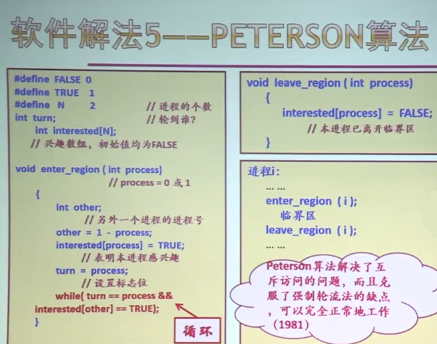 软件解法5——PETERSON算法
#define FALSE 0
#define TRUE 1
#define N 2 // 进程的个数
int turn; // 轮到谁?
int interested[N];
// 兴趣数组，初始值均为FALSE
void enter_region ( int process)
// process = 0 或 1
{
int other;
// 另外一个进程的进程号
other = 1 - process;
interested[process] = TRUE;
// 表明本进程感兴趣
turn = process;
// 设置标志位
while( turn == process &&
interested[other] == TRUE);
}
循环
void leave_region ( int process)
{
interested[process] = FALSE;
// 本进程已离开临界区
}
进程i:
... ...
enter_region ( i );
临界区
leave_region ( i );
... ...
Peterson算法解决了互
斥访问的问题，而且克
服了强制轮流法的缺点
，可以完全正常地工作
（1981）